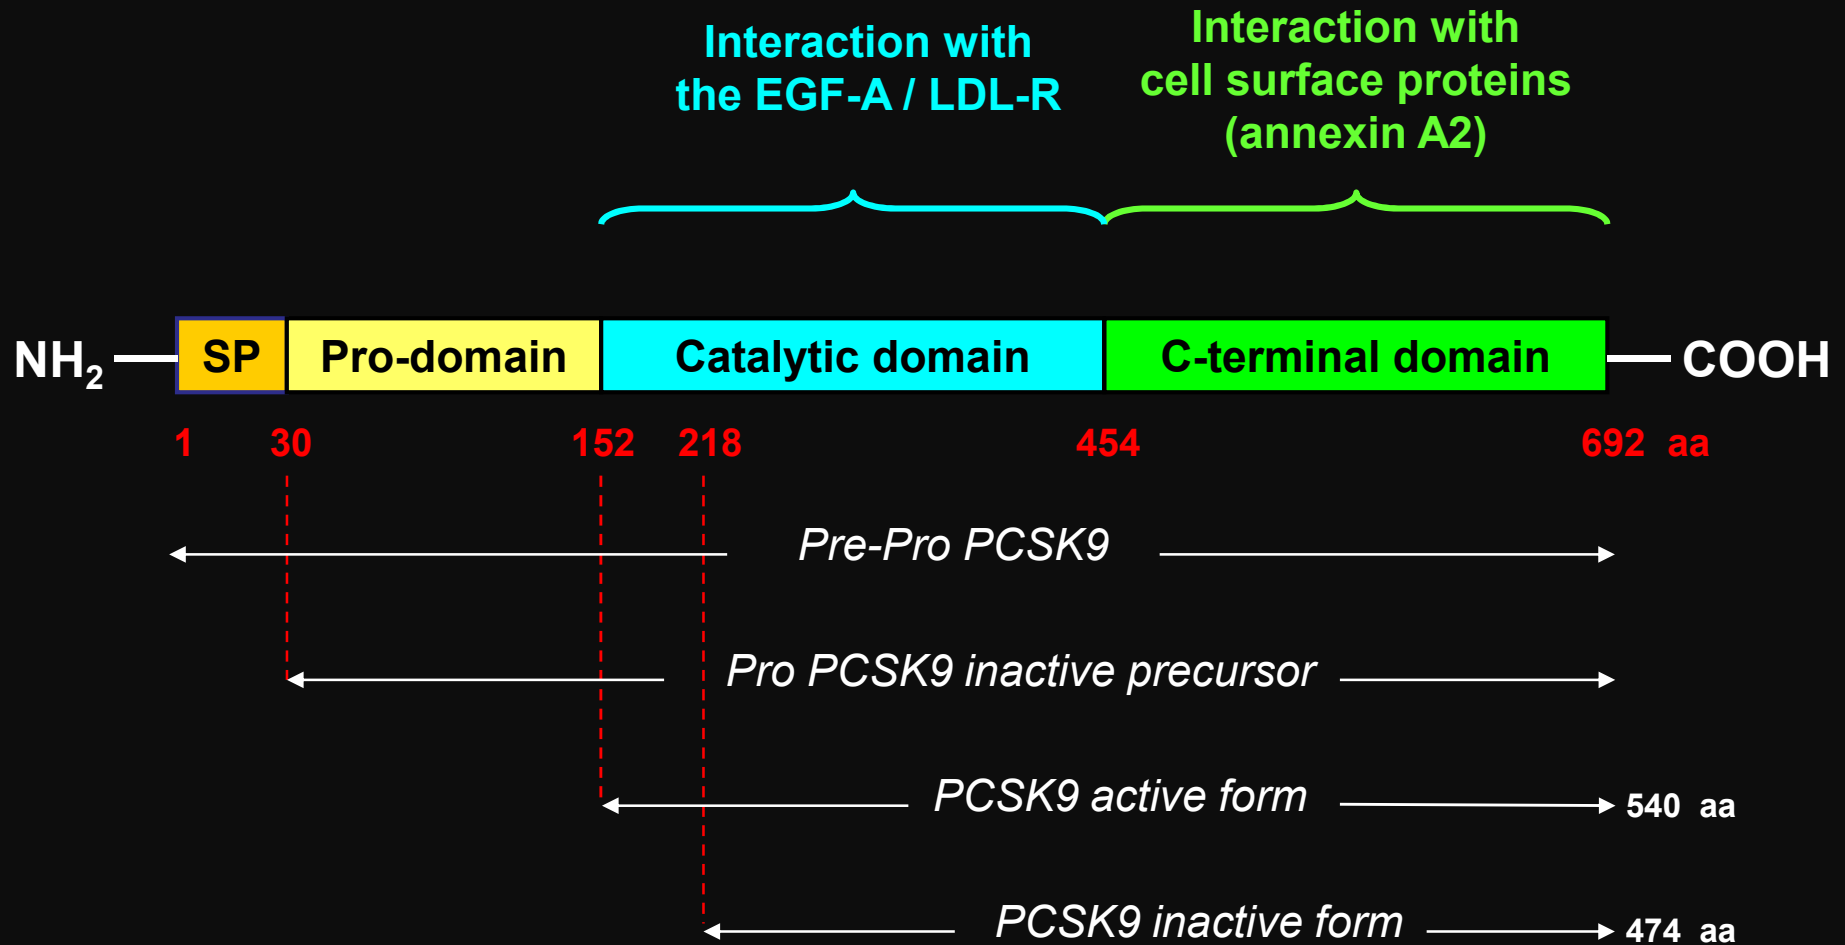 Interaction with
the EGF-A / LDL-R
Interaction with
cell surface proteins
(annexin A2)
NH2 SP Pro-domain Catalytic domain C-terminal domain COOH
1 30 152 218 454 692 aa
Pre-Pro PCSK9
Pro PCSK9 inactive precursor
PCSK9 active form 540 aa
PCSK9 inactive form 474 aa